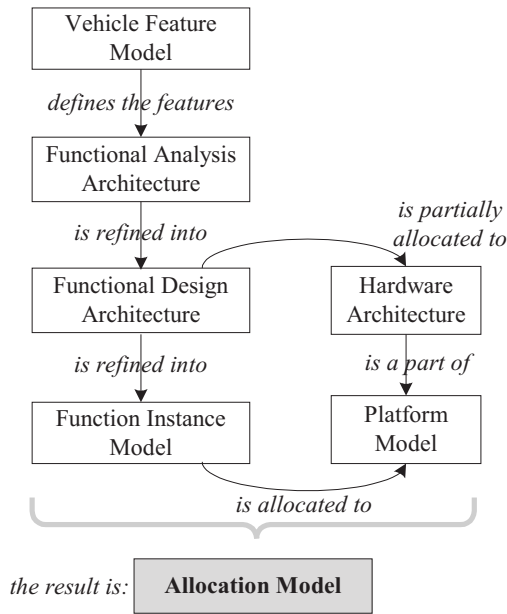 Vehicle Feature
Model
defines the features
Functional Analysis
Architecture
is refined into
is partially
allocated to
Functional Design
Architecture
Hardware
Architecture
is refined into
is a part of
Function Instance
Model
Platform
Model
is allocated to
the result is: Allocation Model